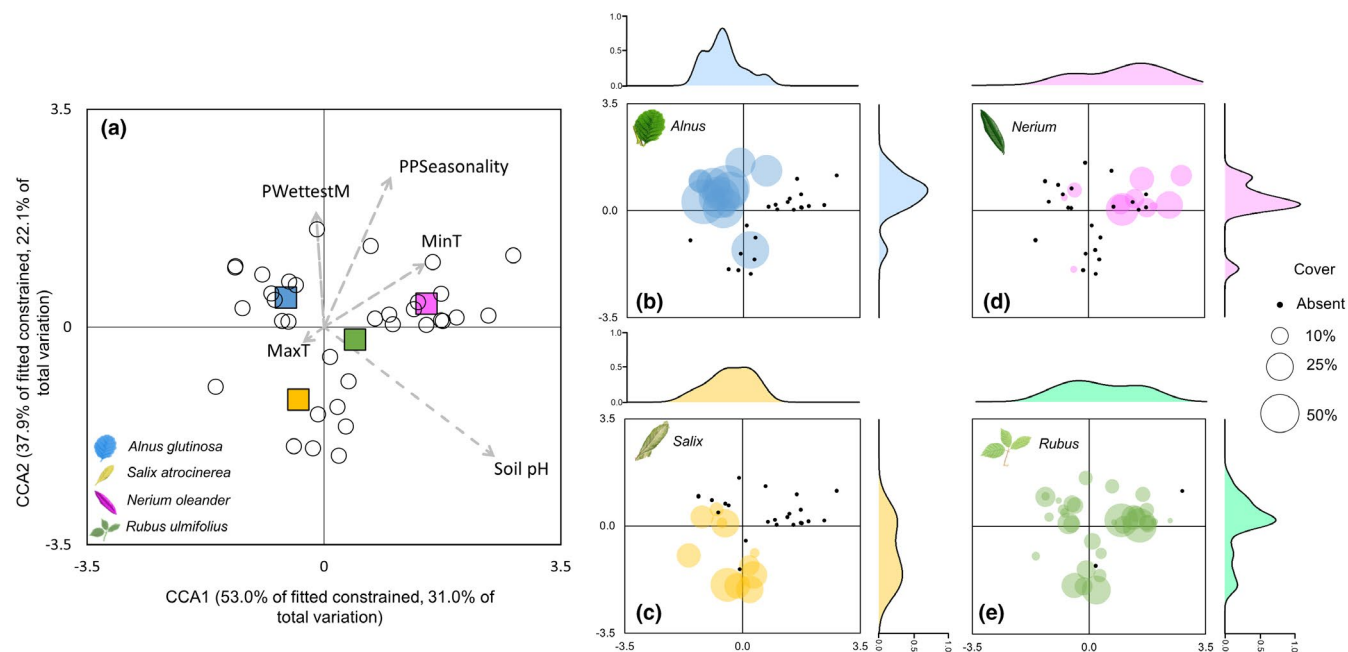 (a)
3.5
0
-3.5
-3.5
0
3.5
CCA2 (37.9% of fitted constrained, 22.1% of
total variation)
CCA1 (53.0% of fitted constrained, 31.0% of
total variation)
PPSeasonality
PWettestM
MinT
MaxT
Soil pH
Alnus glutinosa
Salix atrocinerea
Nerium oleander
Rubus ulmifolius
1.0
0.5
0.0
3.5
0.0
-3.5
Alnus
(b)
Nerium
(d)
1.0
0.5
0.0
3.5
0.0
-3.5
Salix
(c)
-3.5
0.0
3.5
0.0
0.5
1.0
Rubus
(e)
-3.5
0.0
3.5
0.0
0.5
1.0
Cover
Absent
10%
25%
50%